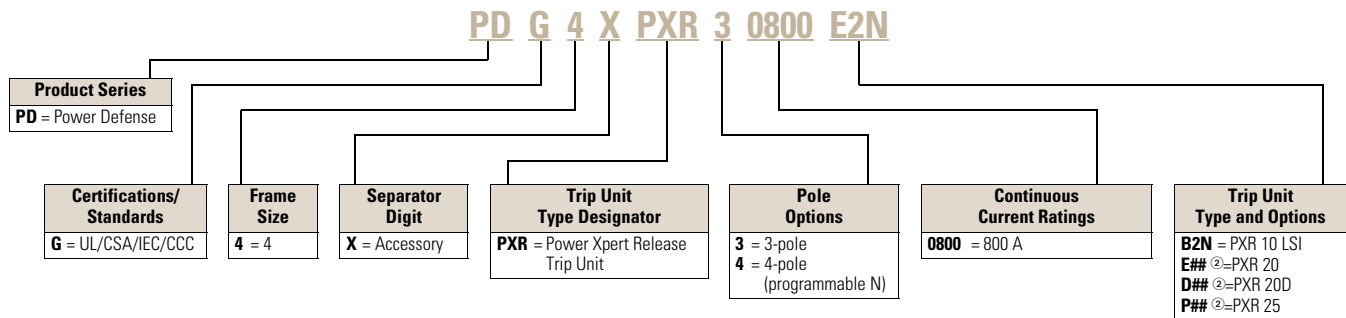 PD G 4 X PXR 3 0800 E2N
Product Series
PD = Power Defense
Certifications/
Standards
G = UL/CSA/IEC/CCC
Frame
Size
4 = 4
Separator
Digit
X = Accessory
Trip Unit
Type Designator
PXR = Power Xpert Release
Trip Unit
Pole
Options
3 = 3-pole
4 = 4-pole
(programmable N)
Continuous
Current Ratings
0800 = 800 A
Trip Unit
Type and Options
B2N = PXR 10 LSI
E## ②=PXR 20
D## ②=PXR 20D
P## ②=PXR 25